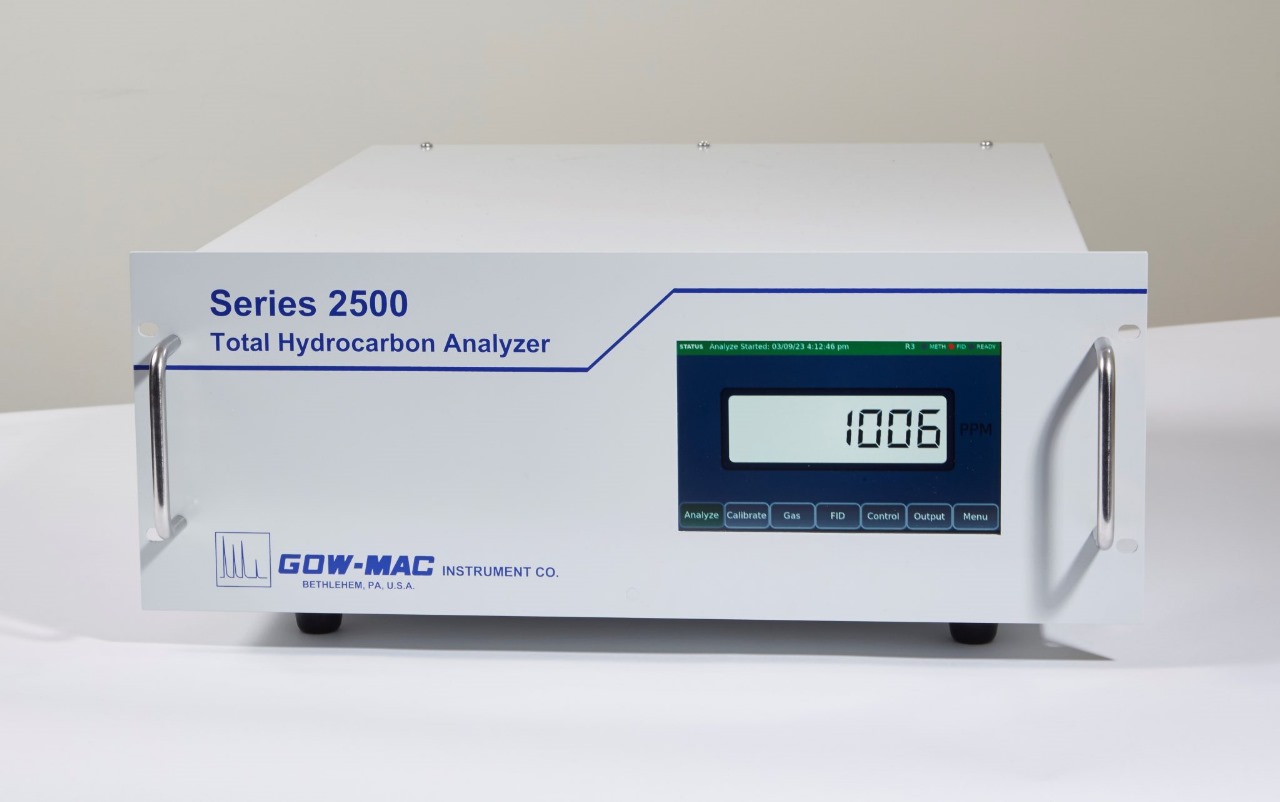 Series 2500
Total Hydrocarbon Analyzer
STATUS Analyze Started: 03/09/23 4:12:46 pm R3 METH FID READY
1006 PPM
Analyze Calibrate Gas FID Control Output Menu
GOW-MAC INSTRUMENT CO.
BETHLEHEM, PA, U.S.A.